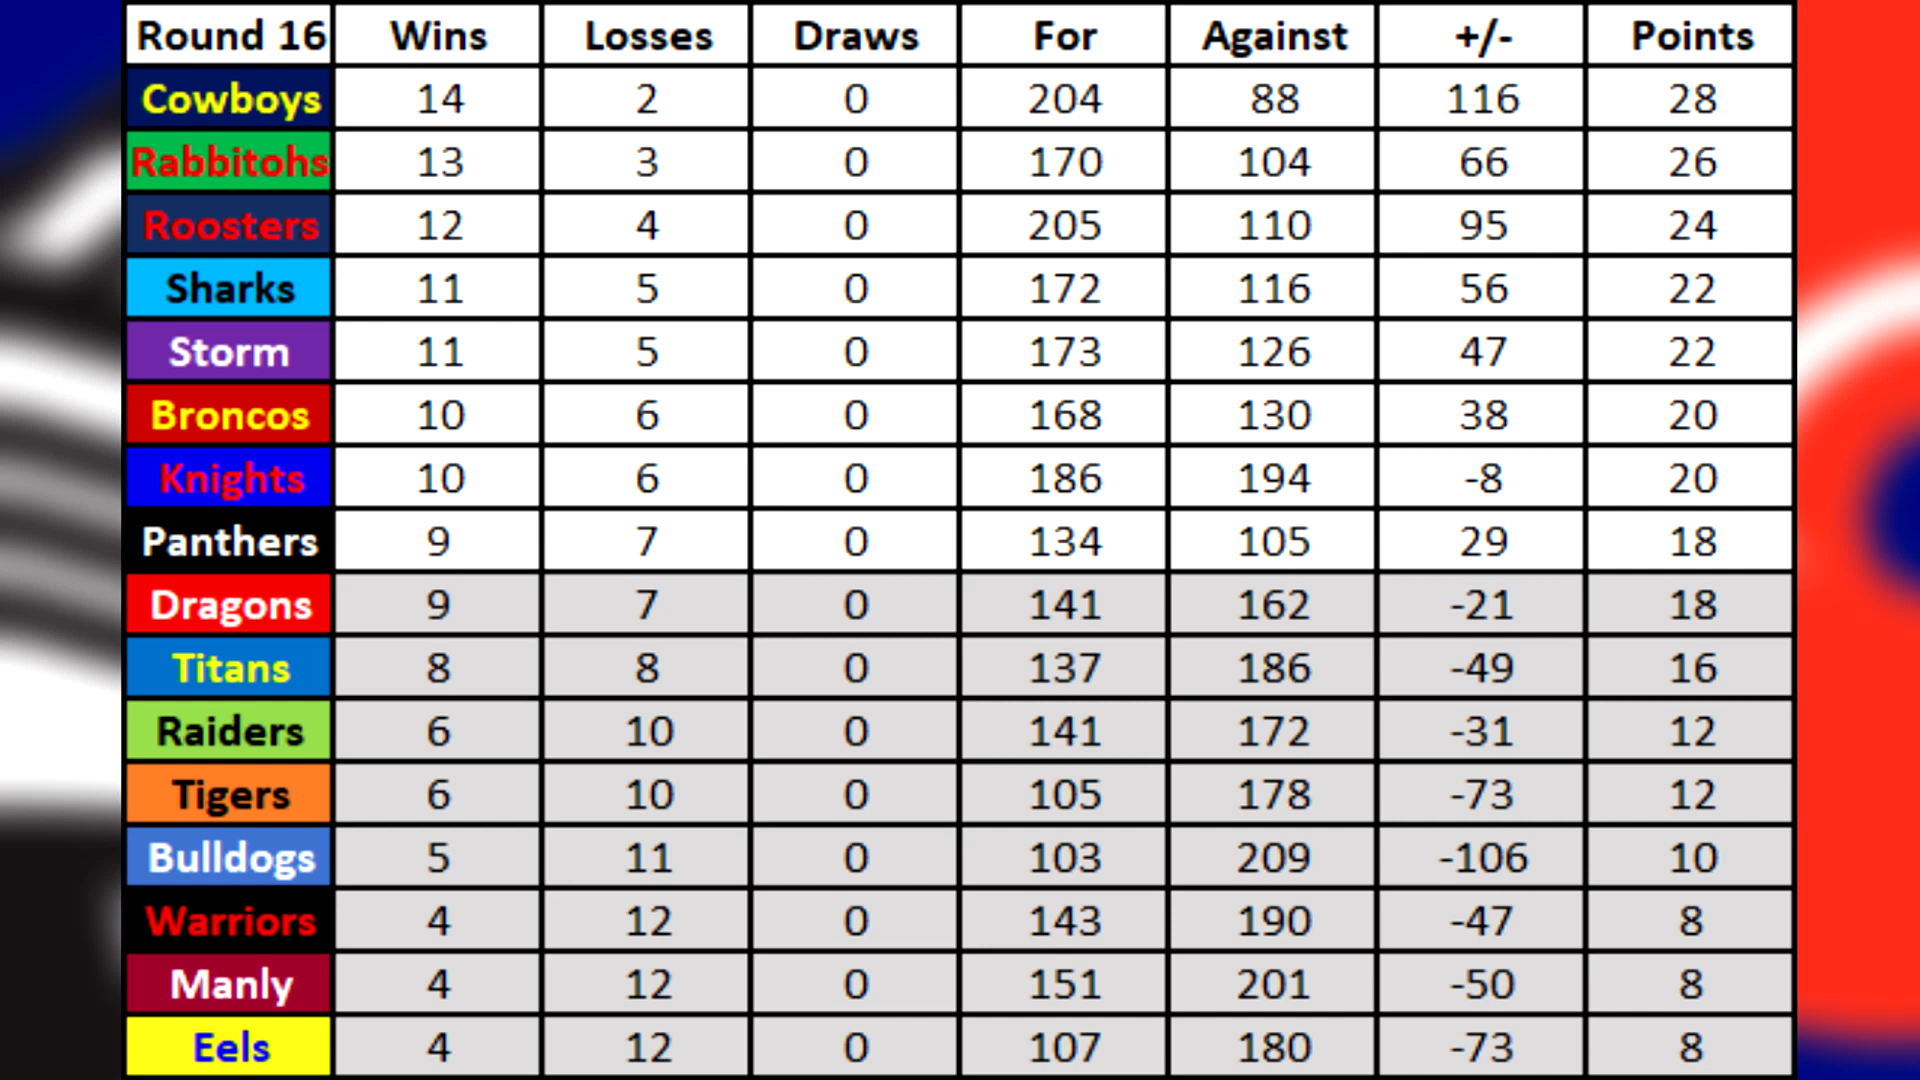 Round 16 Wins Losses Draws For Against +/- Points
Cowboys 14 2 0 204 88 116 28
Rabbitohs 13 3 0 170 104 66 26
Roosters 12 4 0 205 110 95 24
Sharks 11 5 0 172 116 56 22
Storm 11 5 0 173 126 47 22
Broncos 10 6 0 168 130 38 20
Knights 10 6 0 186 194 -8 20
Panthers 9 7 0 134 105 29 18
Dragons 9 7 0 141 162 -21 18
Titans 8 8 0 137 186 -49 16
Raiders 6 10 0 141 172 -31 12
Tigers 6 10 0 105 178 -73 12
Bulldogs 5 11 0 103 209 -106 10
Warriors 4 12 0 143 190 -47 8
Manly 4 12 0 151 201 -50 8
Eels 4 12 0 107 180 -73 8